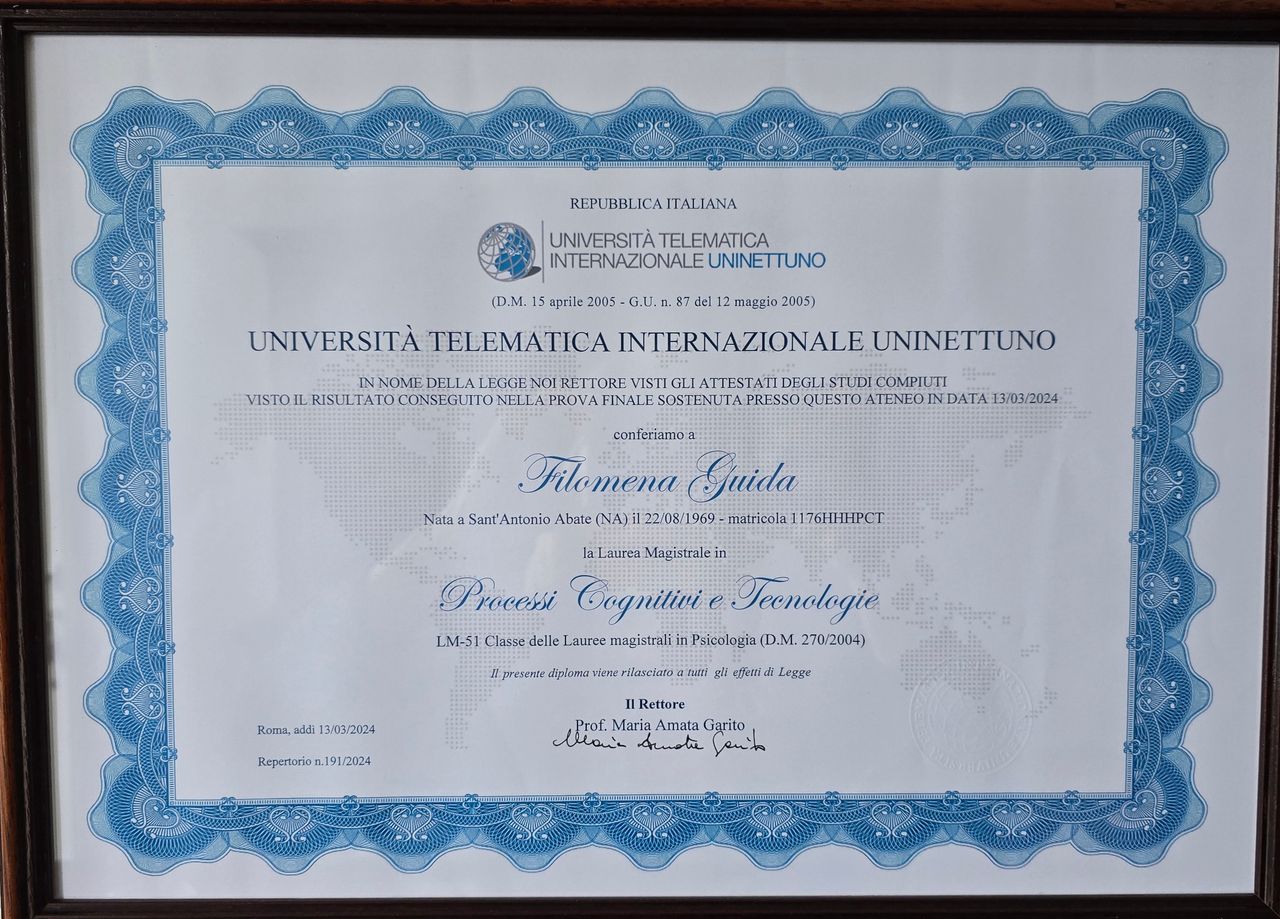 REPUBBLICA ITALIANA
UNIVERSITÀ TELEMATICA
INTERNAZIONALE UNINETTUNO
(D.M. 15 aprile 2005 - G.U. n. 87 del 12 maggio 2005)
UNIVERSITÀ TELEMATICA INTERNAZIONALE UNINETTUNO
IN NOME DELLA LEGGE NOI RETTORE VISTI GLI ATTESTATI DEGLI STUDI COMPIUTI
VISTO IL RISULTATO CONSEGUITO NELLA PROVA FINALE SOSTENUTA PRESSO QUESTO ATENEO IN DATA 13/03/2024
conferiamo a
Filomena Guida
Nata a Sant'Antonio Abate (NA) il 22/08/1969 - matricola 1176HHHPCT
la Laurea Magistrale in
Processi Cognitivi e Tecnologie
LM-51 Classe delle Lauree magistrali in Psicologia (D.M. 270/2004)
Il presente diploma viene rilasciato a tutti gli effetti di Legge
Il Rettore
Prof. Maria Amata Garito
Maria Amata Garito
Roma, addì 13/03/2024
Repertorio n.191/2024